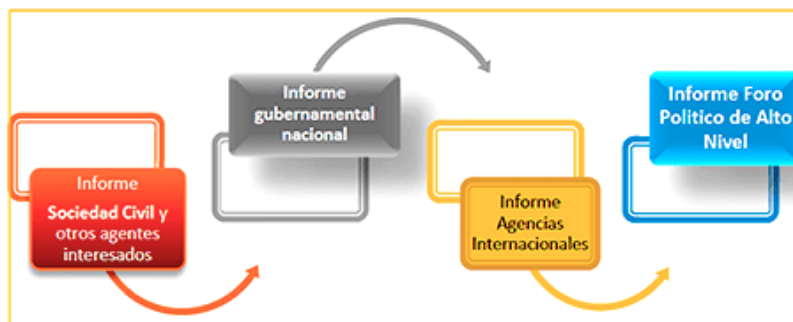 Informe
Sociedad Civil y
otros agentes
interesados
Informe
gubernamental
nacional
Informe
Agencias
Internacionales
Informe Foro
Politico de Alto
Nivel